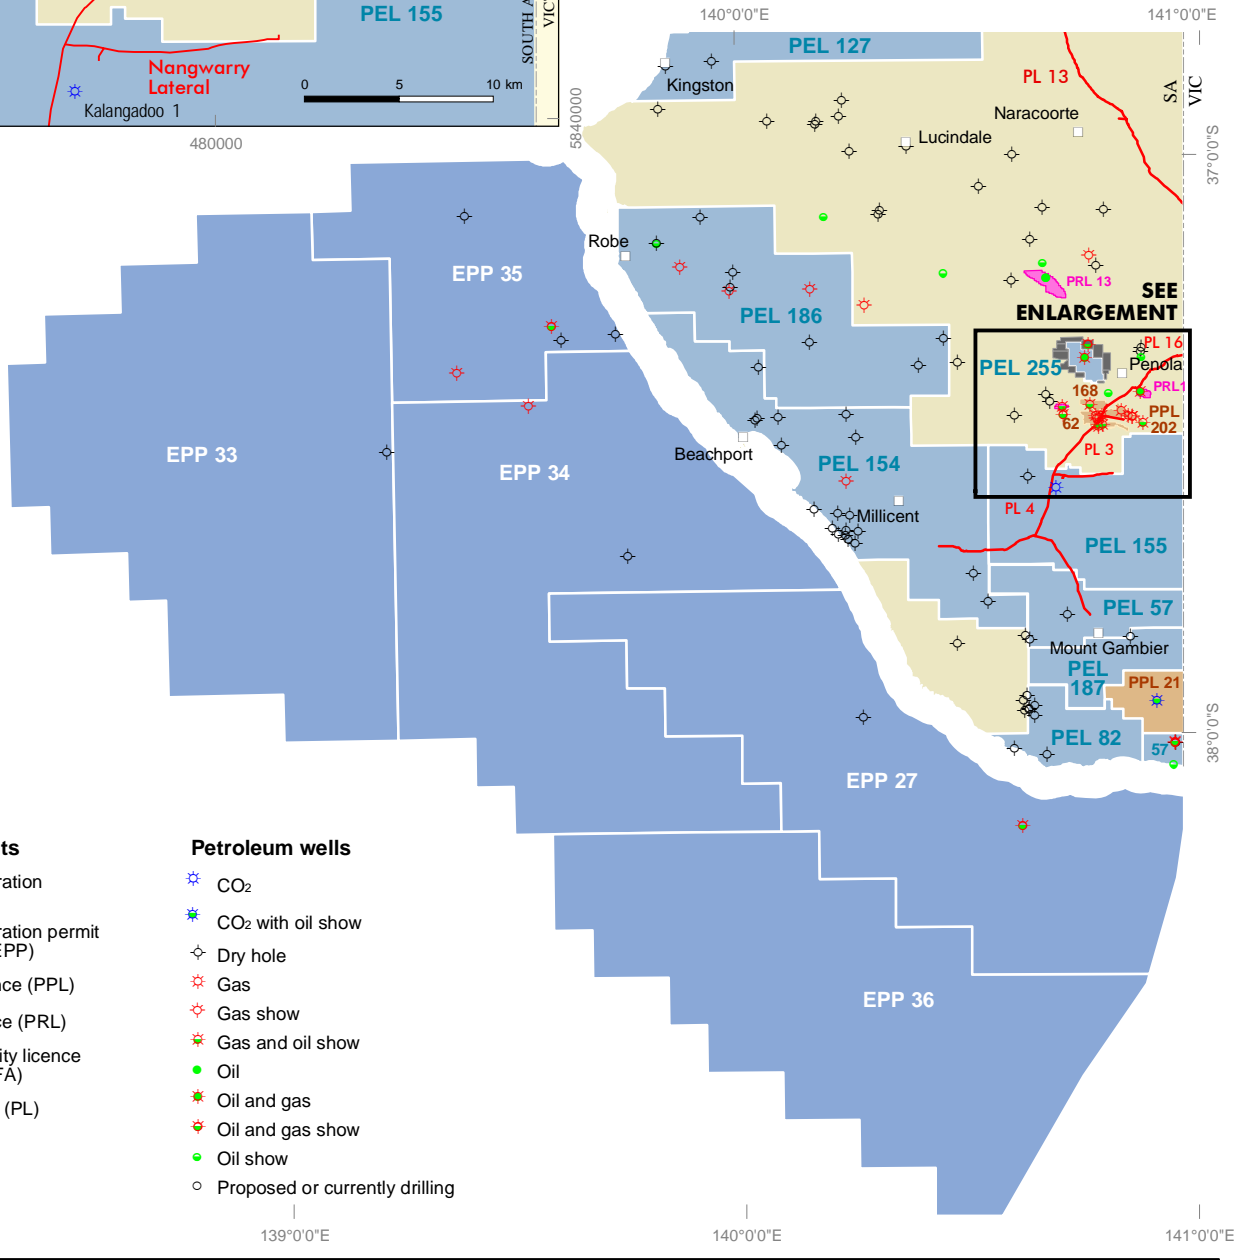 PEL 155
SOUTH A
VIC
Nangwarry
Lateral
0 5 10 km
Kalangadoo 1
480000
5840000
140°0'0"E
141°0'0"E
PEL 127
Kingston
PL 13
SA
VIC
Naracoorte
Lucindale
37°0'0"S
Robe
EPP 35
PRL 13
SEE
ENLARGEMENT
PEL 186
PL 16
PEL 255
Penola
168
PRL1
PPL
202
62
PL 3
Beachport
EPP 33
EPP 34
PEL 154
Millicent
PL 4
PEL 155
PEL 57
Mount Gambier
PEL
187
PPL 21
PEL 82
57
38°0'0"S
EPP 27
EPP 36
ts
ration
ration permit
EPP)
nce (PPL)
ce (PRL)
ity licence
FA)
(PL)
Petroleum wells
CO2
CO2 with oil show
Dry hole
Gas
Gas show
Gas and oil show
Oil
Oil and gas
Oil and gas show
Oil show
Proposed or currently drilling
139°0'0"E
140°0'0"E
141°0'0"E